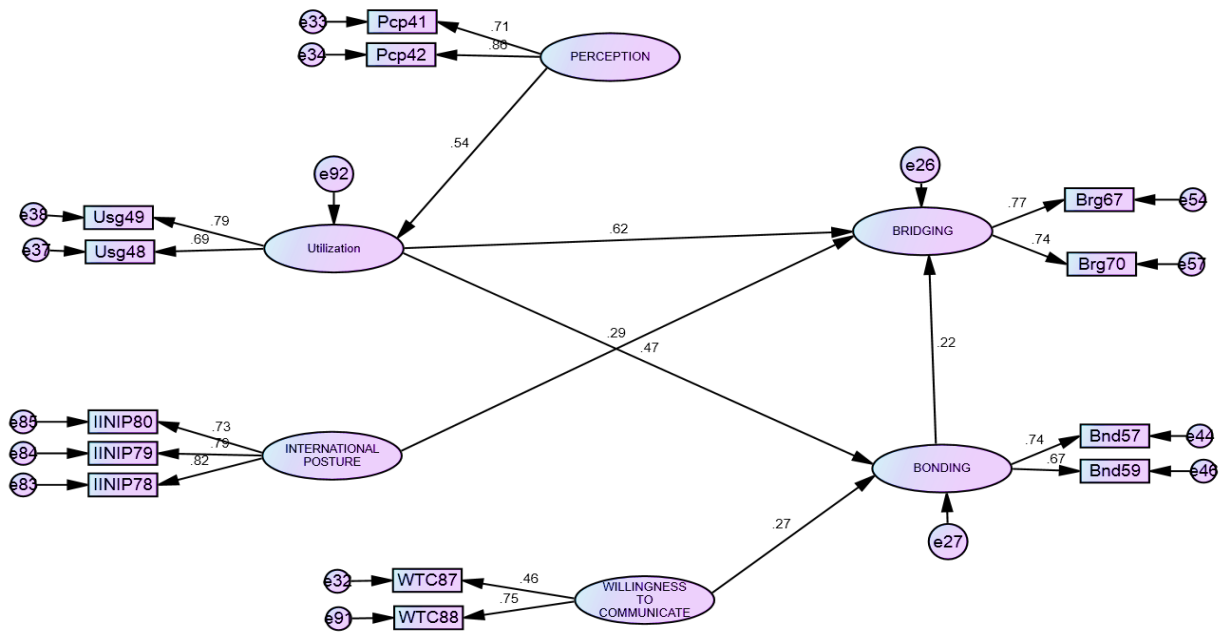 e33
Pcp41
.71
e34
Pcp42
.86
PERCEPTION
.54
e92
e26
e38
Usg49
.79
e37
Usg48
.69
Utilization
.62
BRIDGING
.77
Brg67
e54
.74
Brg70
e57
.29
.47
.22
e85
IINIP80
.73
e84
IINIP79
.79
e83
IINIP78
.82
INTERNATIONAL
POSTURE
BONDING
.74
Bnd57
e44
.67
Bnd59
e46
.27
e27
e32
WTC87
.46
e91
WTC88
.75
WILLINGNESS
TO
COMMUNICATE